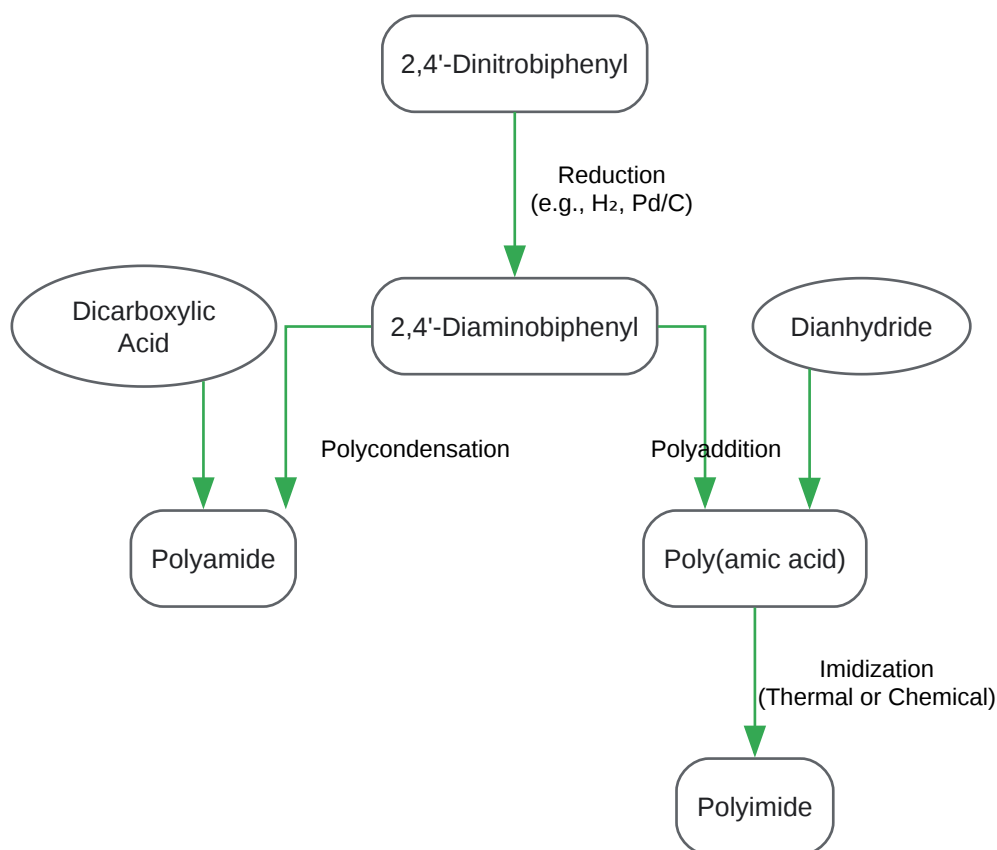 2,4'-Dinitrobiphenyl
Reduction
(e.g., H₂, Pd/C)
Dicarboxylic
Acid
2,4'-Diaminobiphenyl
Dianhydride
Polycondensation
Polyaddition
Polyamide
Poly(amic acid)
Imidization
(Thermal or Chemical)
Polyimide